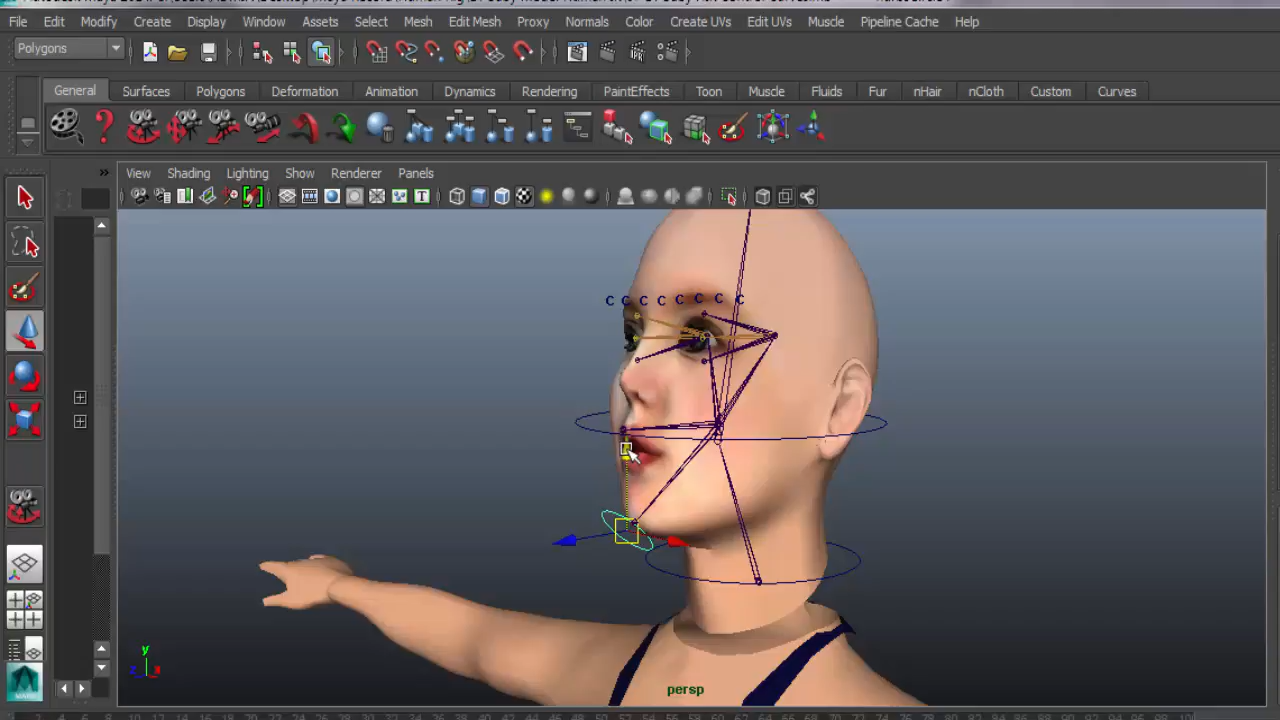 File Edit Modify Create Display Window Assets Select Mesh Edit Mesh Proxy Normals Color Create UVs Edit UVs Muscle Pipeline Cache Help
Polygons
General Surfaces Polygons Deformation Animation Dynamics Rendering PaintEffects Toon Muscle Fluids Fur nHair nCloth Custom Curves
View Shading Lighting Show Renderer Panels
C C C C C C C C
y
z x
persp